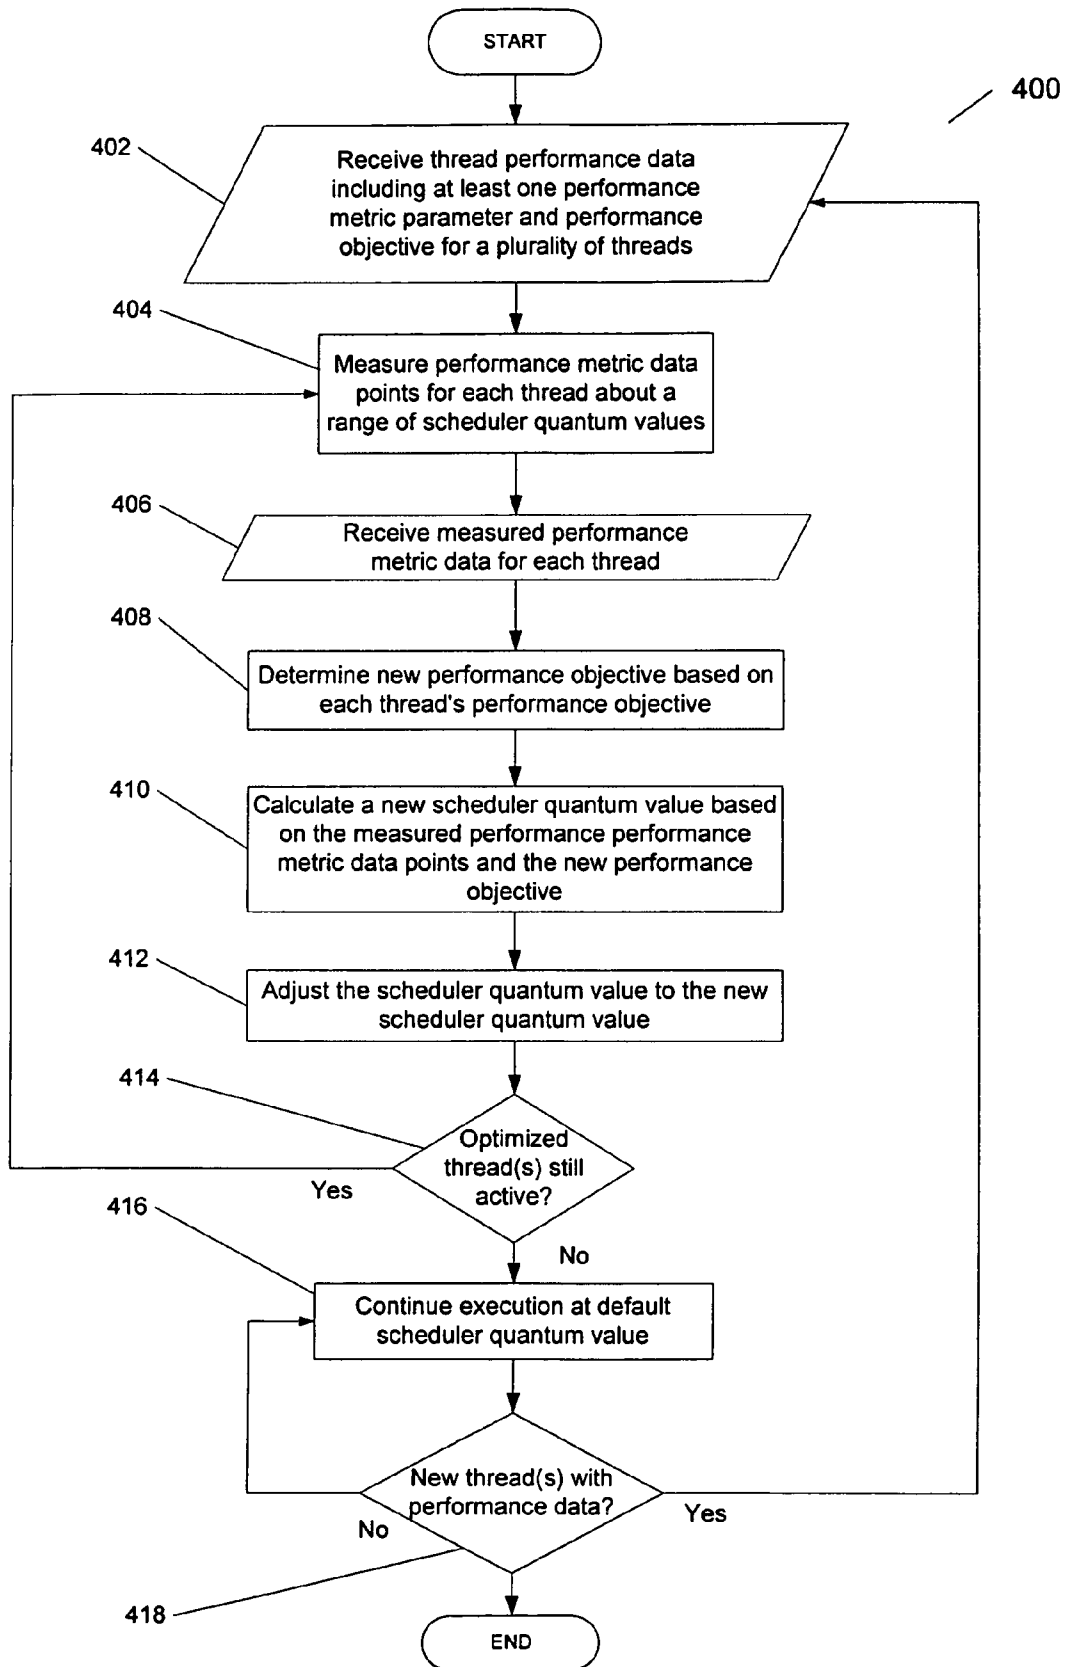 START
400
402
Receive thread performance data
including at least one performance
metric parameter and performance
objective for a plurality of threads
404
Measure performance metric data
points for each thread about a
range of scheduler quantum values
406
Receive measured performance
metric data for each thread
408
Determine new performance objective based on
each thread's performance objective
410
Calculate a new scheduler quantum value based
on the measured performance performance
metric data points and the new performance
objective
412
Adjust the scheduler quantum value to the new
scheduler quantum value
414
Optimized
thread(s) still
active?
Yes
416
No
Continue execution at default
scheduler quantum value
New thread(s) with
performance data?
Yes
No
418
END